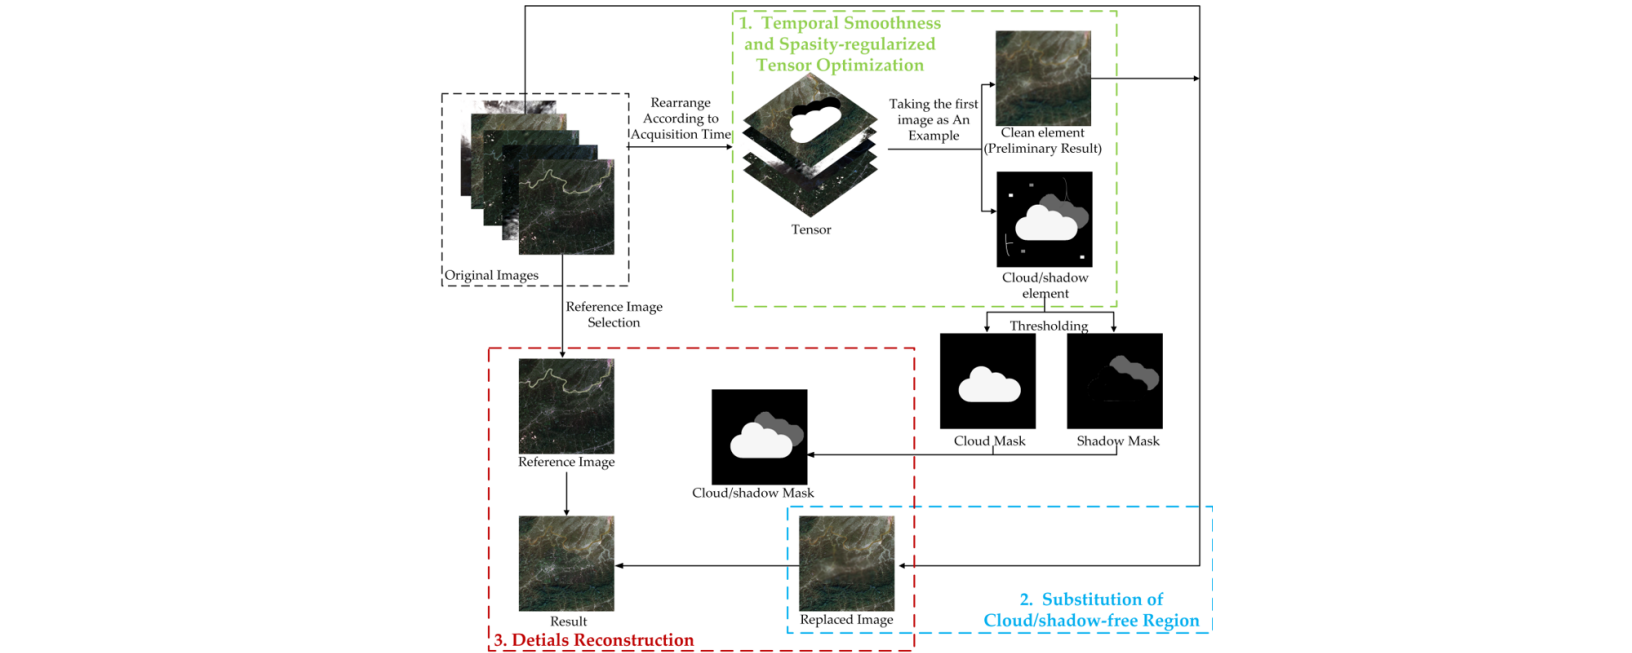 1. Temporal Smoothness
and Spasity-regularized
Tensor Optimization
Rearrange
According to
Acquisition Time
Taking the first
image as An
Example
Clean element
(Preliminary Result)
Tensor
Original Images
Cloud/shadow
element
Reference Image
Selection
Thresholding
Cloud Mask
Shadow Mask
Reference Image
Cloud/shadow Mask
2. Substitution of
Cloud/shadow-free Region
Result
Replaced Image
3. Detials Reconstruction